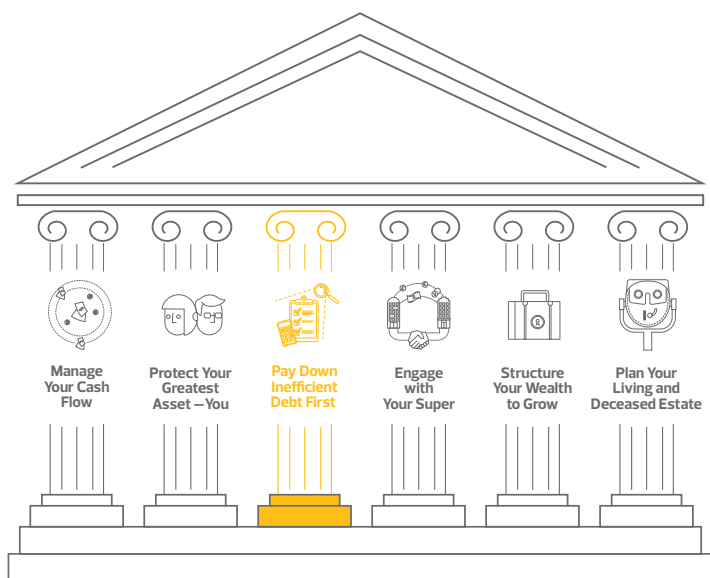 Manage
Your Cash
Flow
Protect Your
Greatest
Asset – You
Pay Down
Inefficient
Debt First
Engage
with
Your Super
Structure
Your Wealth
to Grow
Plan Your
Living and
Deceased Estate